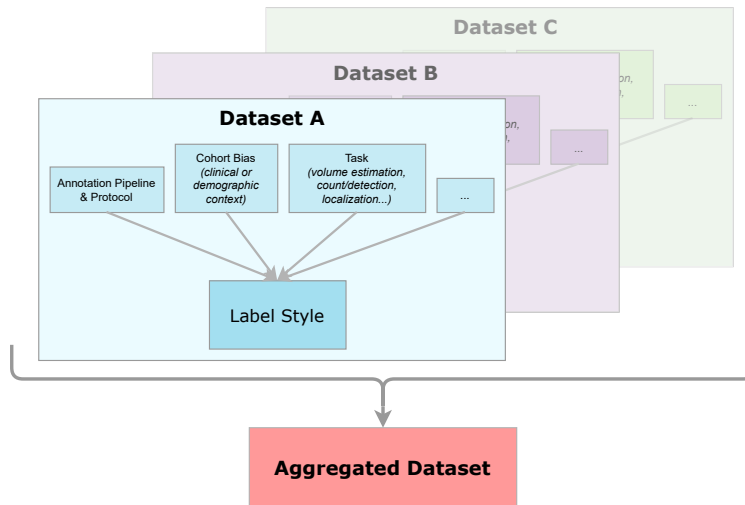 Dataset C
Dataset B
Dataset A
Annotation Pipeline
& Protocol
Cohort Bias
(clinical or
demographic
context)
Task
(volume estimation,
count/detection,
localization...)
...
...
...
Label Style
Aggregated Dataset